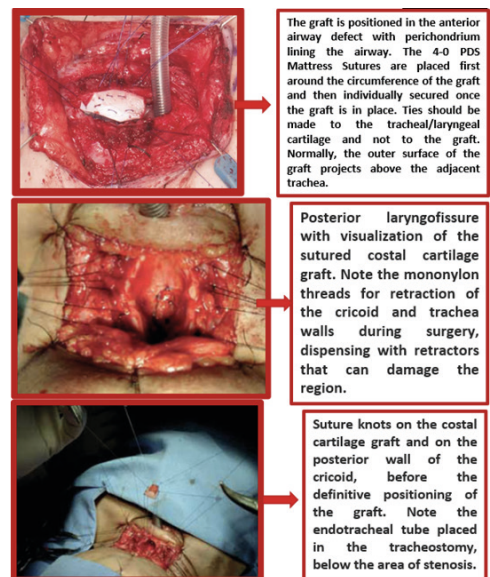 The graft is positioned in the anterior
airway defect with perichondrium
lining the airway. The 4-0 PDS
Mattress Sutures are placed first
around the circumference of the graft
and then individually secured once
the graft is in place. Ties should be
made to the tracheal/laryngeal
cartilage and not to the graft.
Normally, the outer surface of the
graft projects above the adjacent
trachea.
Posterior laryngofissure
with visualization of the
sutured costal cartilage
graft. Note the mononylon
threads for retraction of
the cricoid and trachea
walls during surgery,
dispensing with retractors
that can damage the
region.
Suture knots on the costal
cartilage graft and on the
posterior wall of the
cricoid, before the
definitive positioning of
the graft. Note the
endotracheal tube placed
in the tracheostomy,
below the area of stenosis.